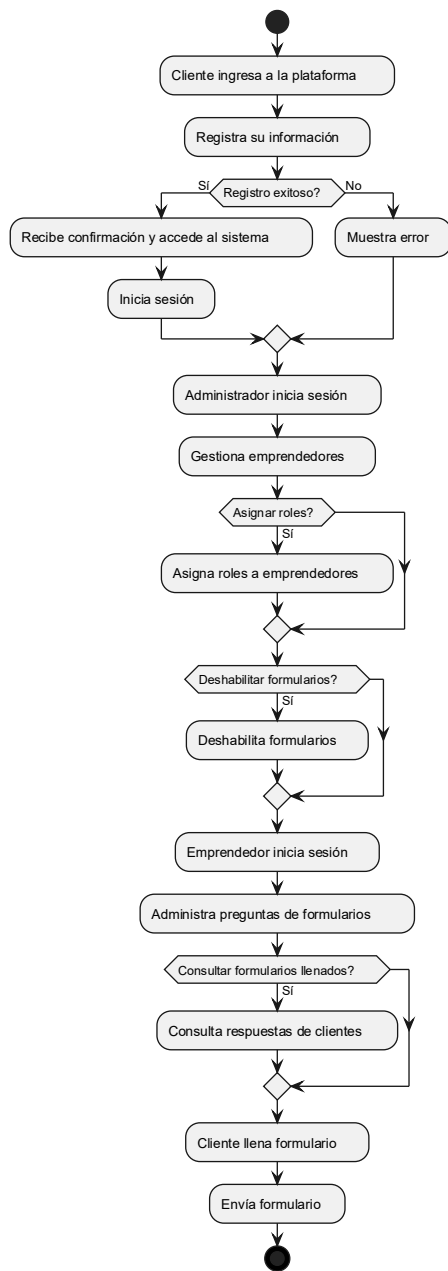 Cliente ingresa a la plataforma
Registra su información
Sí
Registro exitoso?
No
Recibe confirmación y accede al sistema
Muestra error
Inicia sesión
Administrador inicia sesión
Gestiona emprendedores
Asignar roles?
Sí
Asigna roles a emprendedores
Deshabilitar formularios?
Sí
Deshabilita formularios
Emprendedor inicia sesión
Administra preguntas de formularios
Consultar formularios llenados?
Sí
Consulta respuestas de clientes
Cliente llena formulario
Envía formulario